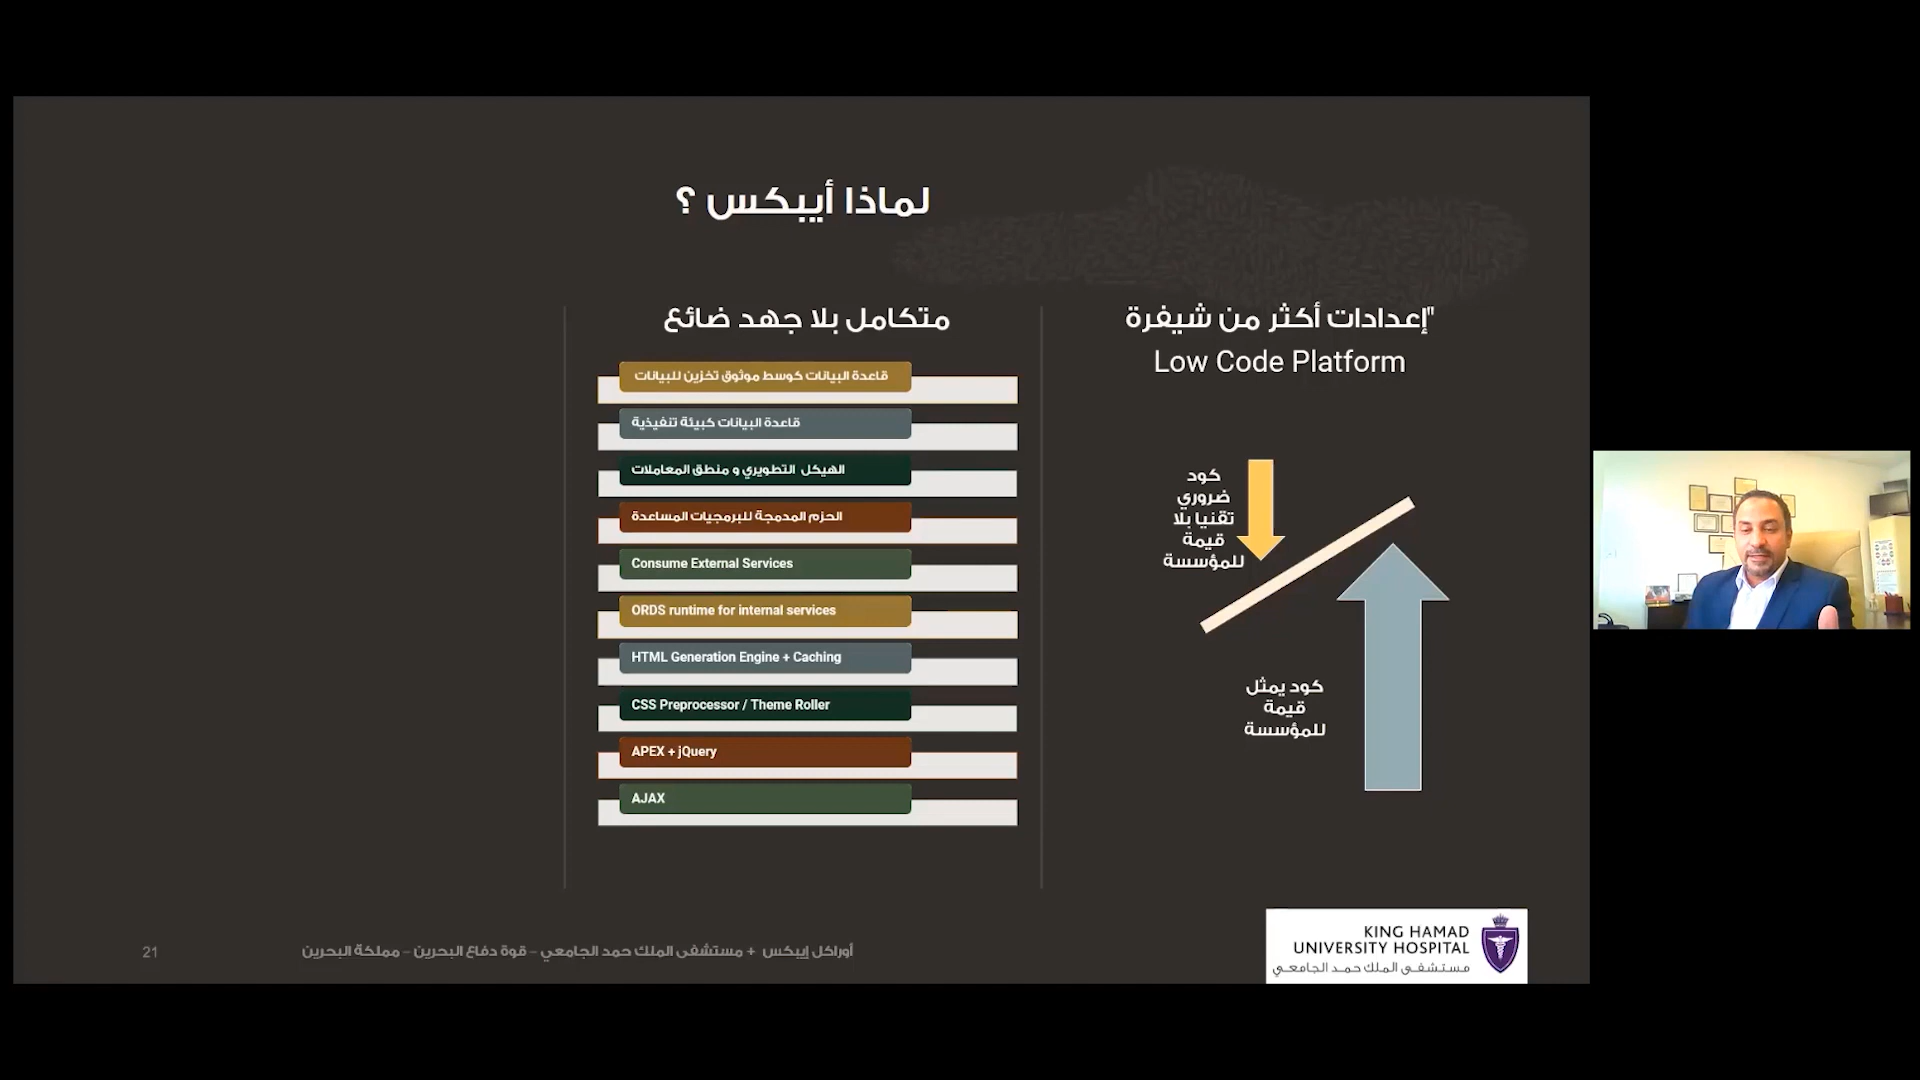 لماذا أيبكس ؟
"إعدادات أكثر من شيفرة
Low Code Platform
كود
ضروري
تقنيا بلا
قيمة
للمؤسسة
كود يمثل
قيمة
للمؤسسة
متكامل بلا جهد ضائع
قاعدة البيانات كوسط موثوق تخزين للبيانات
قاعدة البيانات كبيئة تنفيذية
الهيكل التطويري و منطق المعاملات
الحزم المدمجة للبرمجيات المساعدة
Consume External Services
ORDS runtime for internal services
HTML Generation Engine + Caching
CSS Preprocessor / Theme Roller
APEX + jQuery
AJAX
KING HAMAD
UNIVERSITY HOSPITAL
مستشفى الملك حمد الجامعي
أوراكل إيبكس + مستشفى الملك حمد الجامعي – قوة دفاع البحرين – مملكة البحرين
21